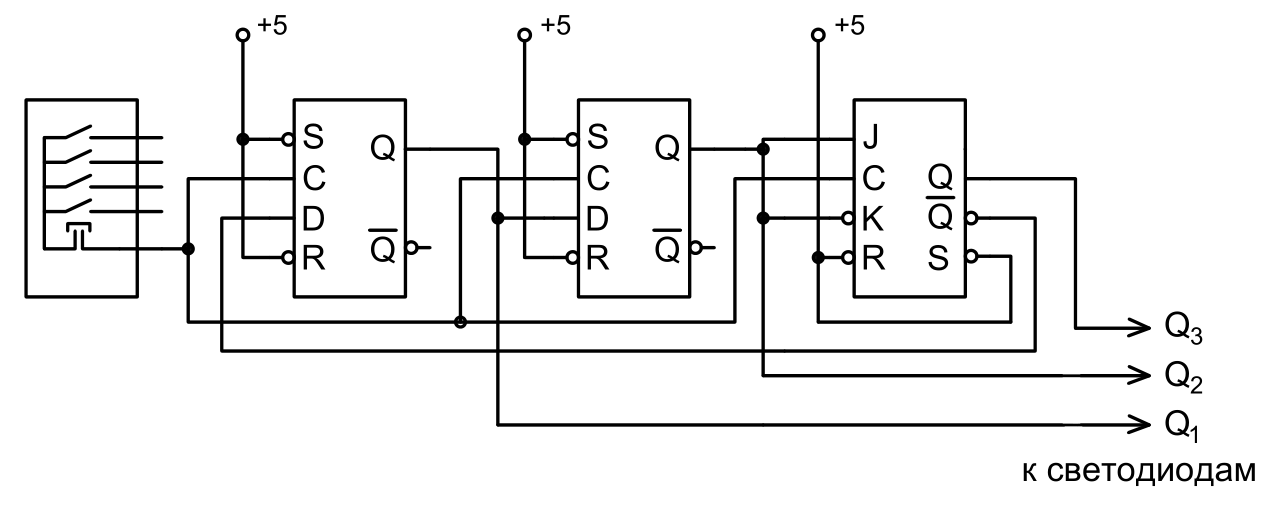 +5 +5 +5
S Q S Q J
C C C Q
D D K Q̅
R Q̅ R Q̅ R S
Q₃
Q₂
Q₁
к светодиодам